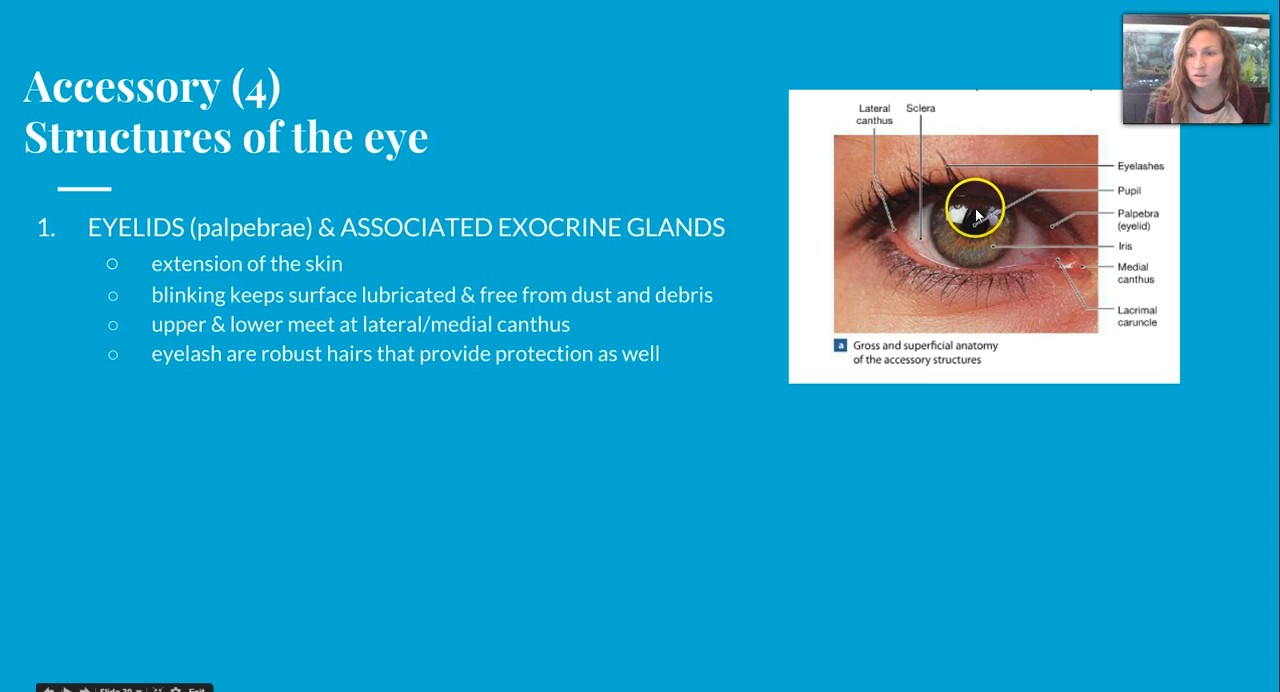 Accessory (4)
Structures of the eye
1. EYELIDS (palpebrae) & ASSOCIATED EXOCRINE GLANDS
○ extension of the skin
○ blinking keeps surface lubricated & free from dust and debris
○ upper & lower meet at lateral/medial canthus
○ eyelash are robust hairs that provide protection as well
Lateral
canthus
Sclera
Eyelashes
Pupil
Palpebra
(eyelid)
Iris
Medial
canthus
Lacrimal
caruncle
a Gross and superficial anatomy
of the accessory structures